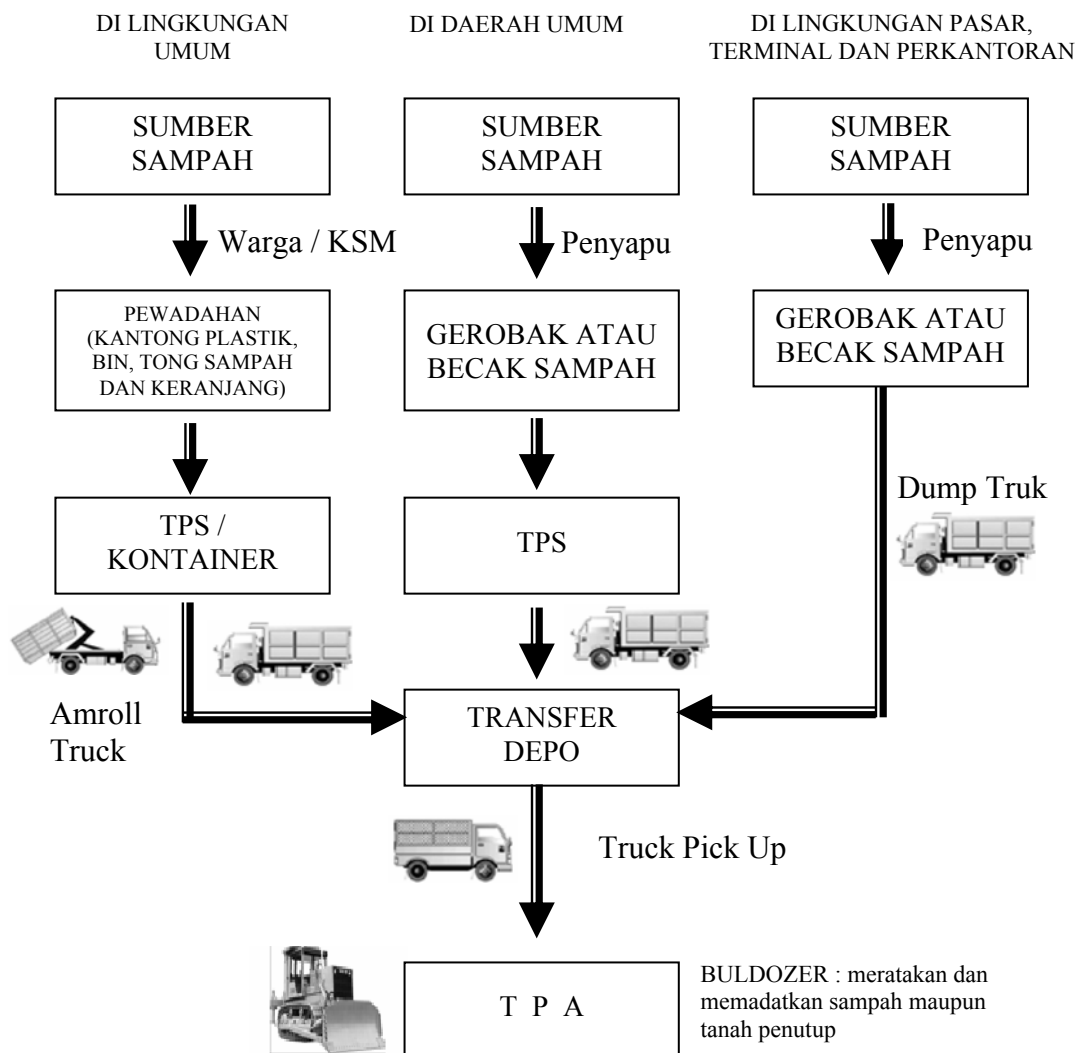 DI LINGKUNGAN
UMUM
DI DAERAH UMUM
DI LINGKUNGAN PASAR,
TERMINAL DAN PERKANTORAN
SUMBER
SAMPAH
SUMBER
SAMPAH
SUMBER
SAMPAH
Warga / KSM
Penyapu
Penyapu
PEWADAHAN
(KANTONG PLASTIK,
BIN, TONG SAMPAH
DAN KERANJANG)
GEROBAK ATAU
BECAK SAMPAH
GEROBAK ATAU
BECAK SAMPAH
Dump Truk
TPS /
KONTAINER
TPS
Amroll
Truck
TRANSFER
DEPO
Truck Pick Up
T P A
BULDOZER : meratakan dan
memadatkan sampah maupun
tanah penutup